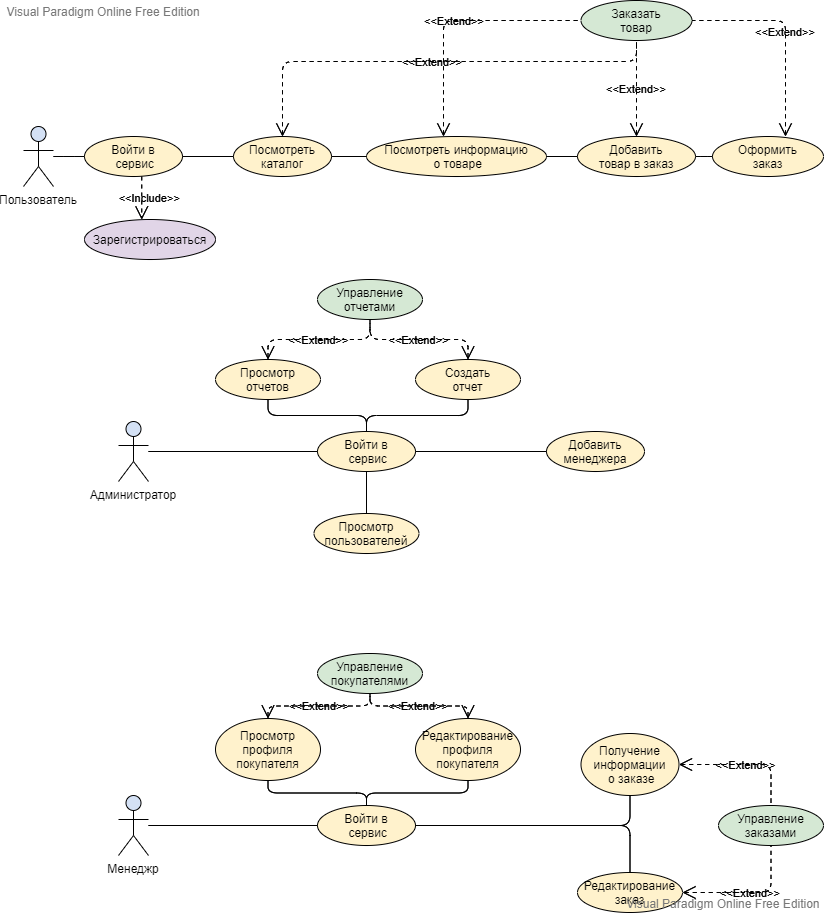 Visual Paradigm Online Free Edition
Заказать
товар
<<Extend>>
<<Extend>>
<<Extend>>
<<Extend>>
Пользователь
Войти в
сервис
Посмотреть
каталог
Посмотреть информацию
о товаре
Добавить
товар в заказ
Оформить
заказ
<<Include>>
Зарегистрироваться
Управление
отчетами
<<Extend>>
<<Extend>>
Просмотр
отчетов
Создать
отчет
Администратор
Войти в
сервис
Добавить
менеджера
Просмотр
пользователей
Управление
покупателями
<<Extend>>
<<Extend>>
Просмотр
профиля
покупателя
Редактирование
профиля
покупателя
Получение
информации
о заказе
<<Extend>>
Менеджр
Войти в
сервис
Управление
заказами
Редактирование
заказ
<<Extend>>
Visual Paradigm Online Free Edition